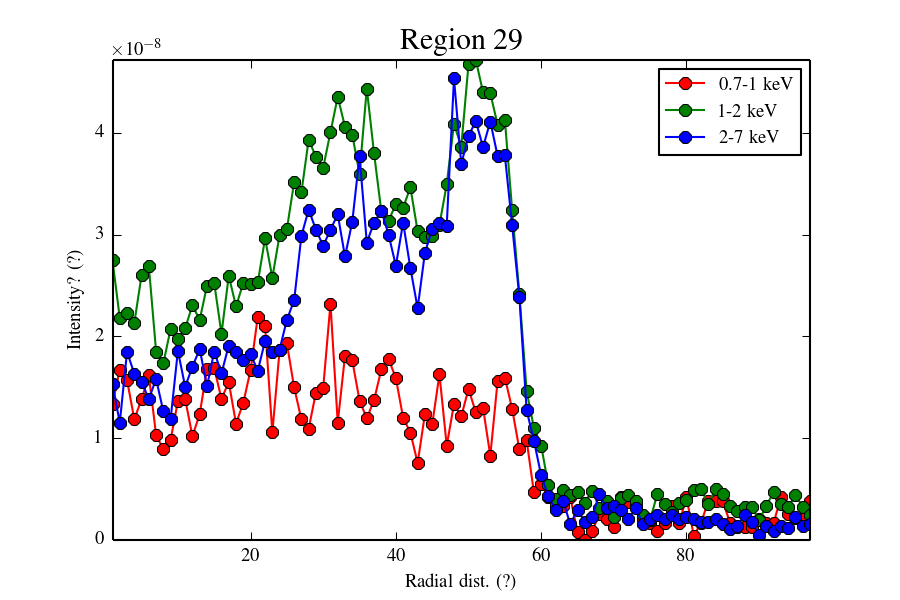 Region 29
×10⁻⁸
0.7-1 keV
1-2 keV
2-7 keV
4
3
2
1
0
Intensity? (?)
20
40
60
80
Radial dist. (?)